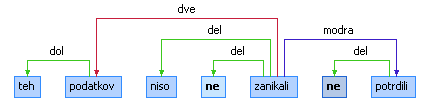 dve
del modra
dol del del
teh podatkov niso ne zanikali ne potrdili